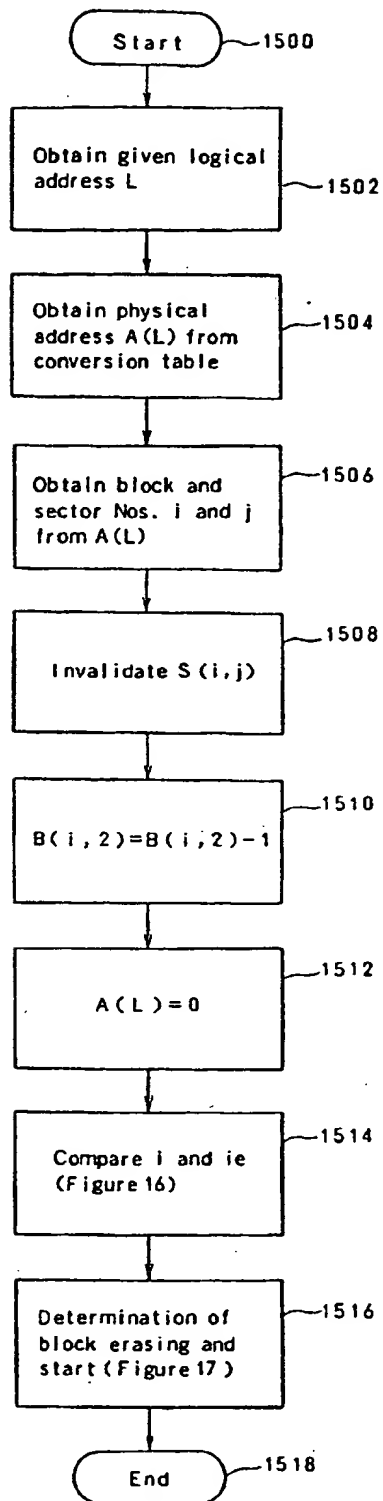 Start
1500
Obtain given logical
address L
1502
Obtain physical
address A(L) from
conversion table
1504
Obtain block and
sector Nos. i and j
from A(L)
1506
Invalidate S(i,j)
1508
B(i,2)=B(i,2)-1
1510
A(L)=0
1512
Compare i and ie
(Figure 16)
1514
Determination of
block erasing and
start (Figure 17)
1516
End
1518